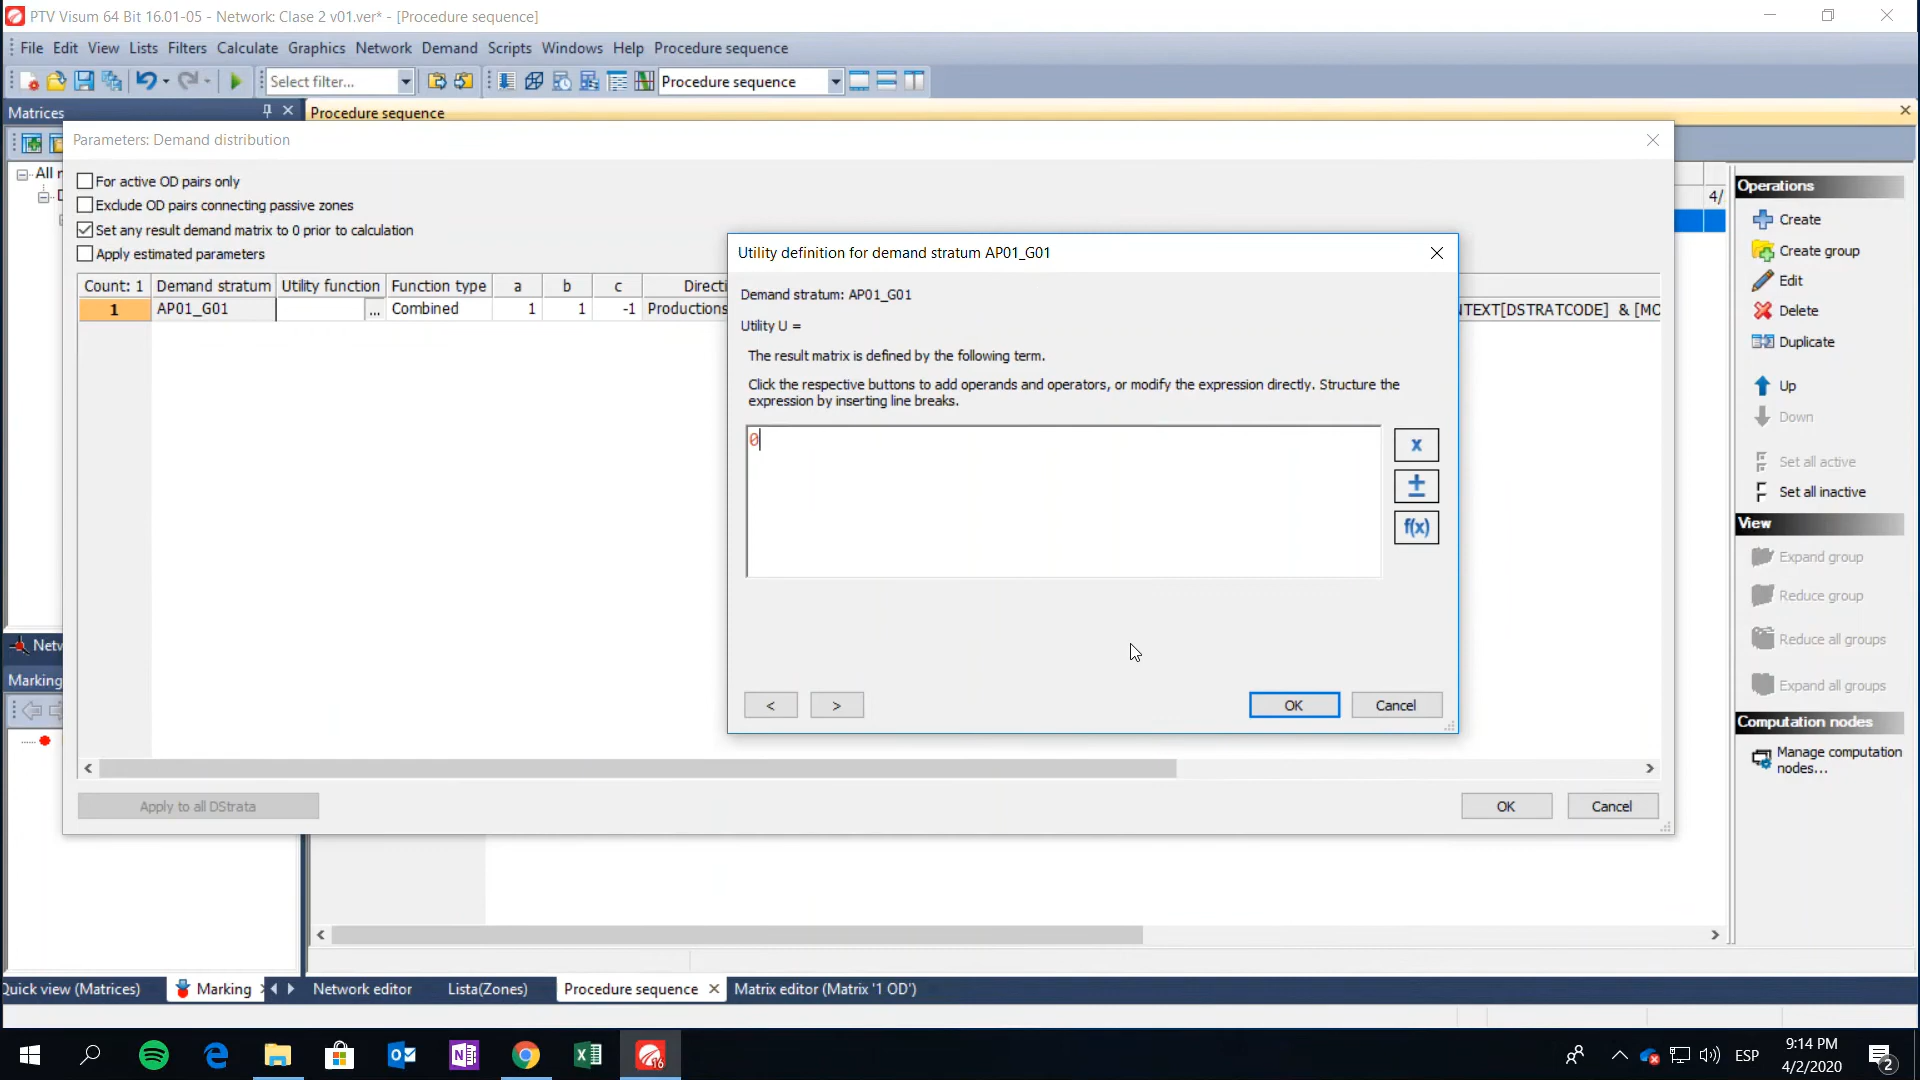 PTV Visum 64 Bit 16.01-05 - Network: Clase 2 v01.ver* - [Procedure sequence]
File Edit View Lists Filters Calculate Graphics Network Demand Scripts Windows Help Procedure sequence
Select filter...
Procedure sequence
Matrices
Procedure sequence
Parameters: Demand distribution
For active OD pairs only
Exclude OD pairs connecting passive zones
Set any result demand matrix to 0 prior to calculation
Apply estimated parameters
Count: 1 Demand stratum Utility function Function type a b c Directi
1 AP01_G01 ... Combined 1 1 -1 Productions
NTEXT[DSTRATCODE] & [MO
Utility definition for demand stratum AP01_G01
Demand stratum: AP01_G01
Utility U =
The result matrix is defined by the following term.
Click the respective buttons to add operands and operators, or modify the expression directly. Structure the
expression by inserting line breaks.
0
x
±
f(x)
< >
OK Cancel
Apply to all DStrata
OK Cancel
All
4/
Netw
Marking
Operations
Create
Create group
Edit
Delete
Duplicate
Up
Down
Set all active
Set all inactive
View
Expand group
Reduce group
Reduce all groups
Expand all groups
Computation nodes
Manage computation
nodes...
Quick view (Matrices) Marking Network editor Lista(Zones) Procedure sequence Matrix editor (Matrix '1 OD')
ESP
9:14 PM
4/2/2020
2